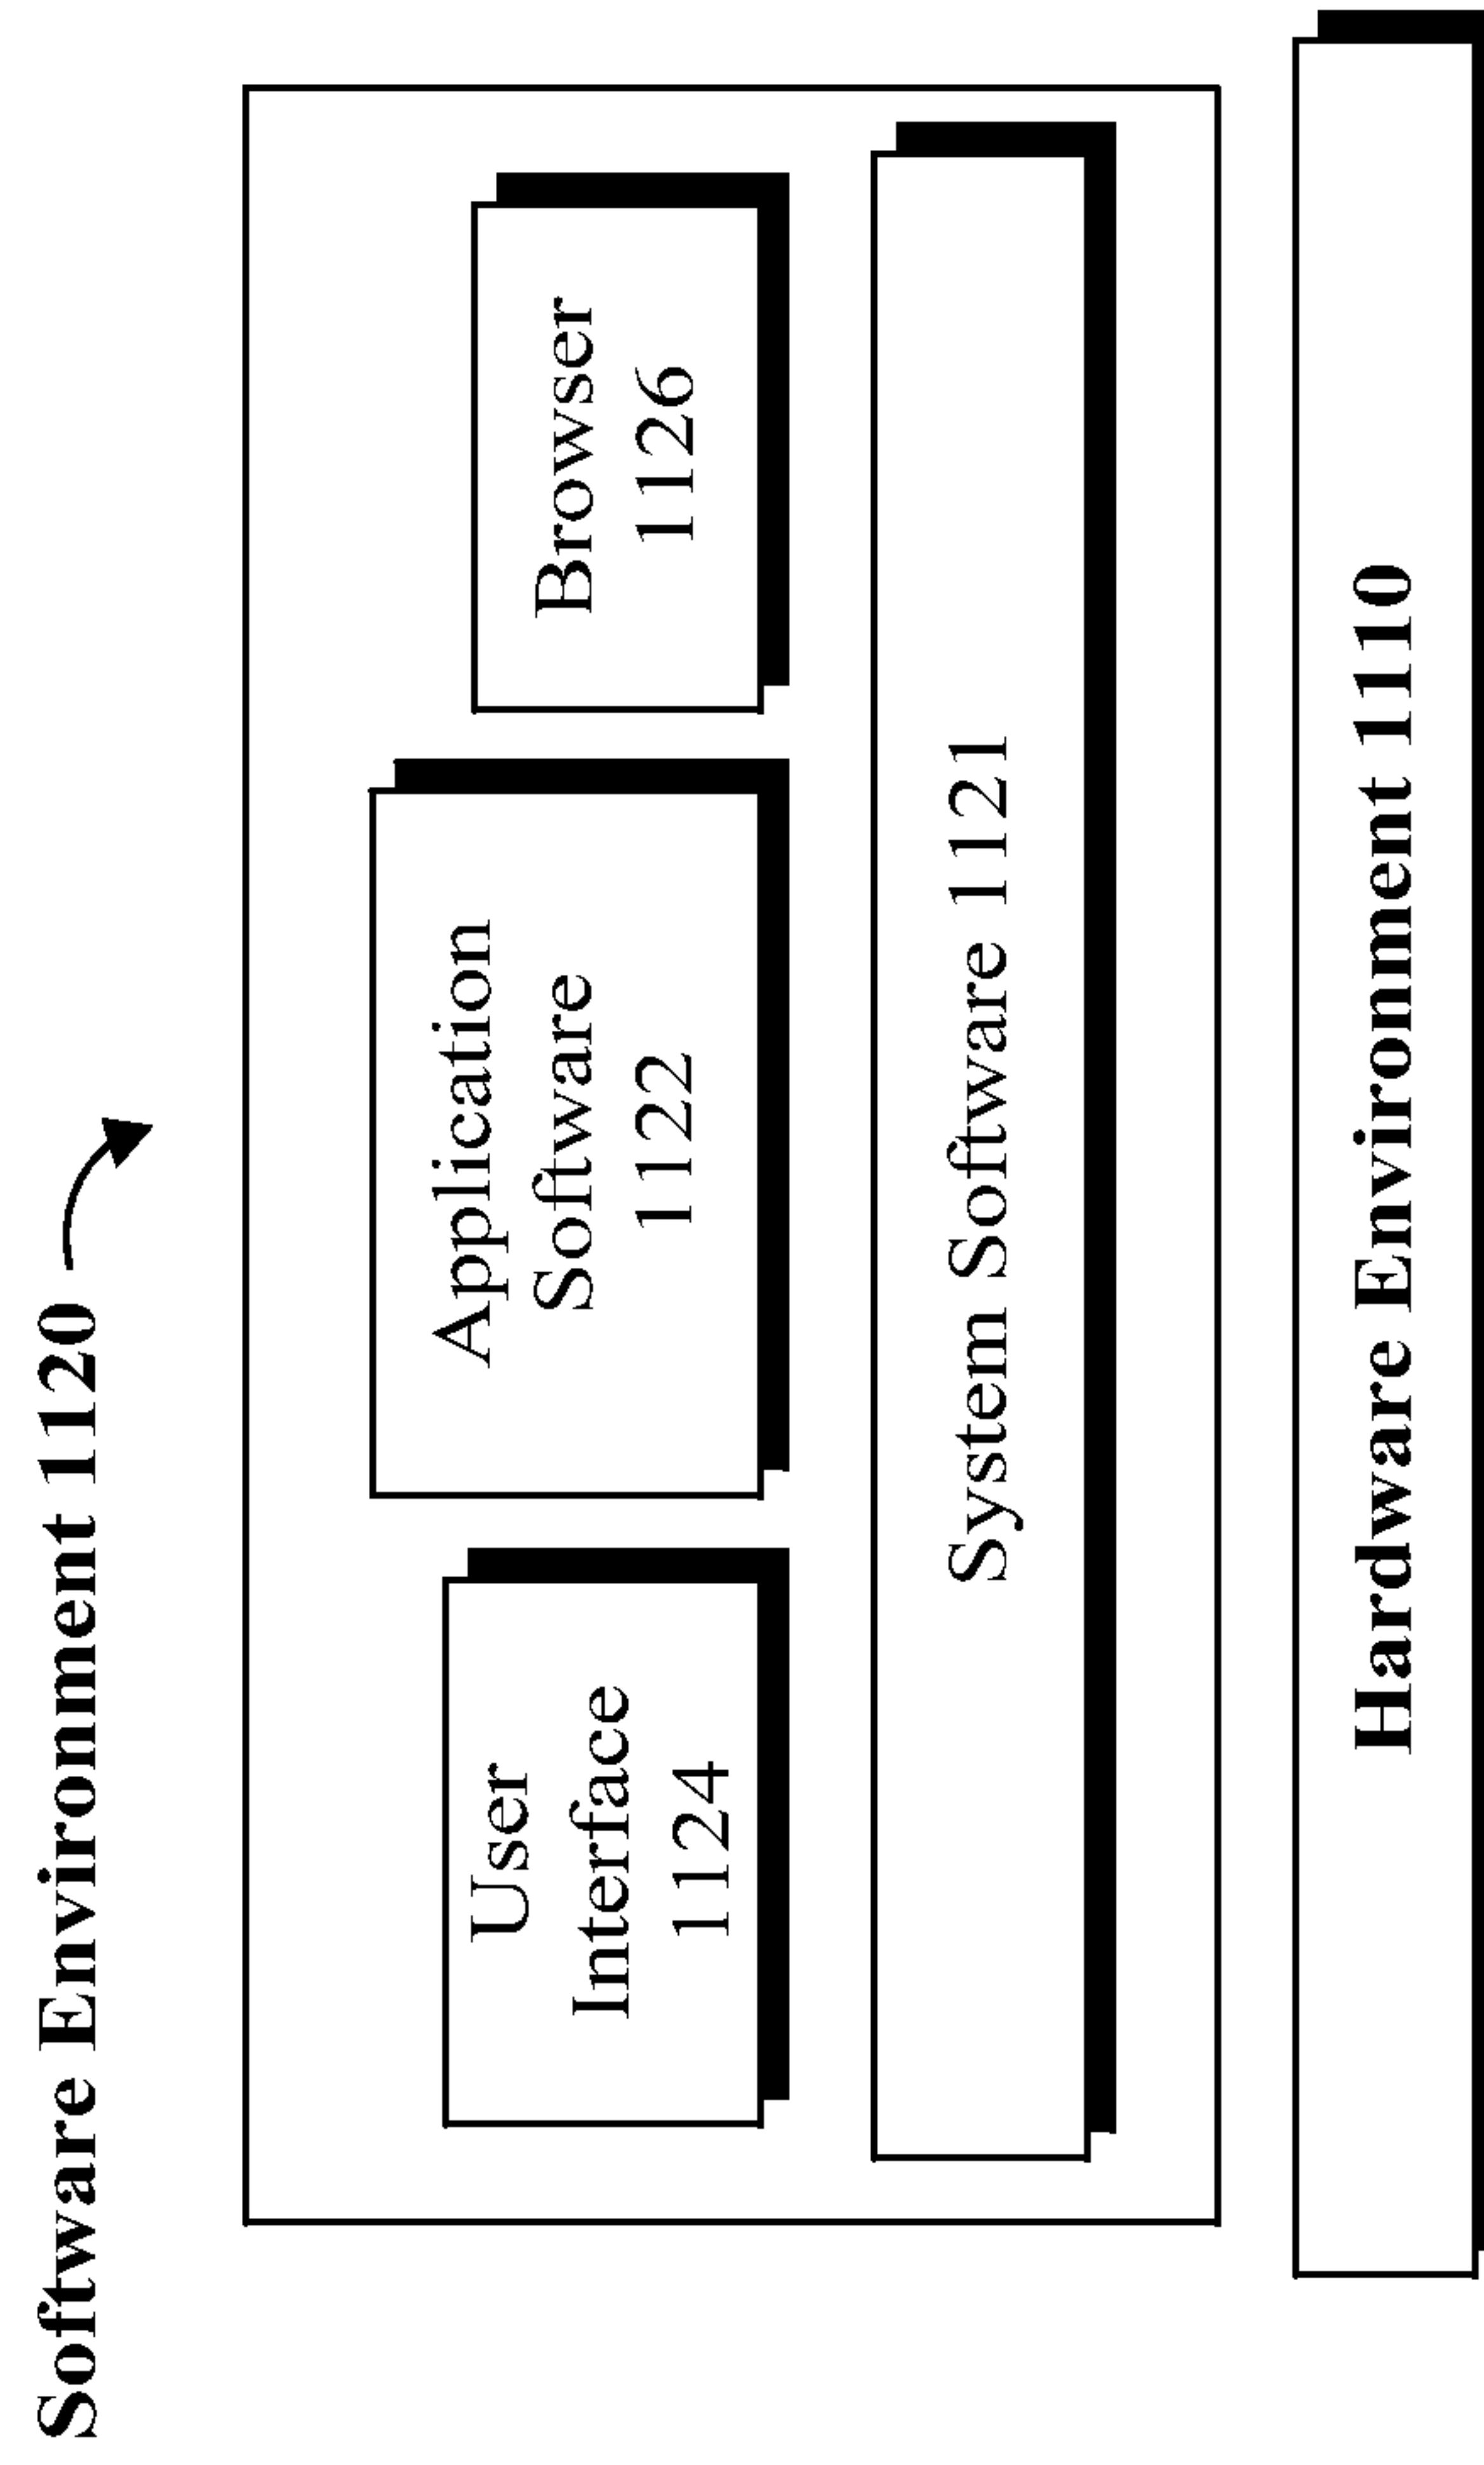 Software Environment 1120
User
Interface
1124
Application
Software
1122
Browser
1126
System Software 1121
Hardware Environment 1110